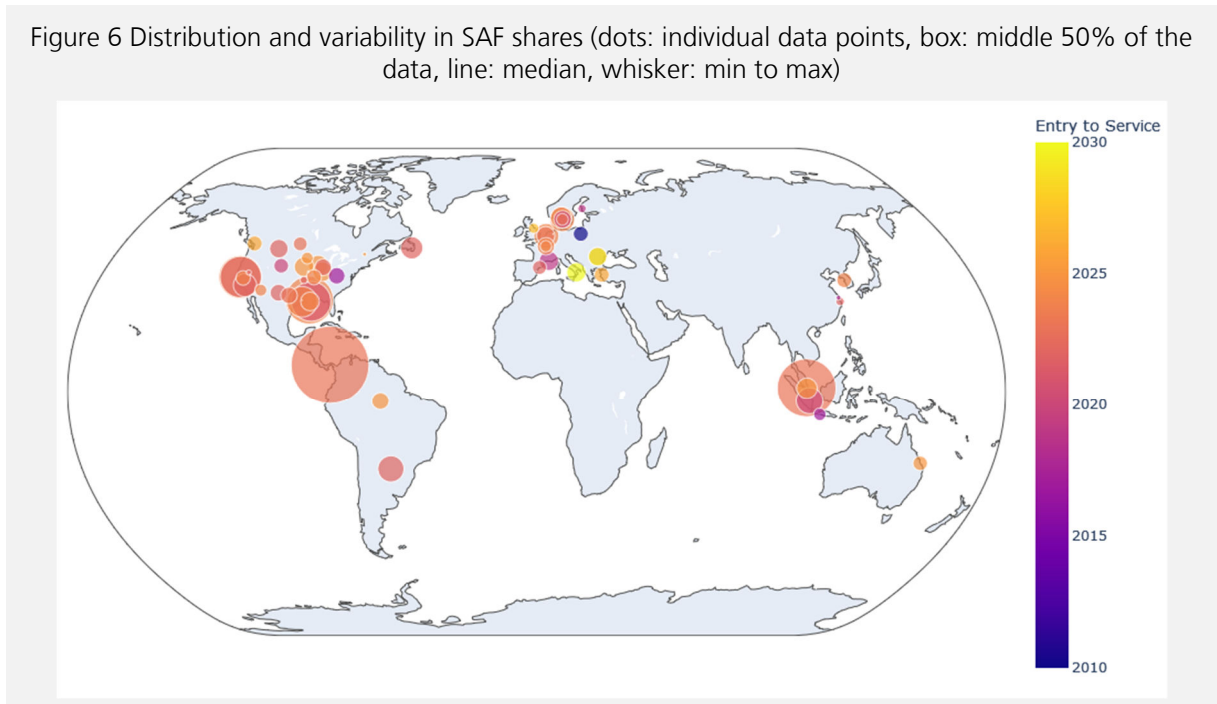 Figure 6 Distribution and variability in SAF shares (dots: individual data points, box: middle 50% of the
data, line: median, whisker: min to max)
Entry to Service
2030
2025
2020
2015
2010